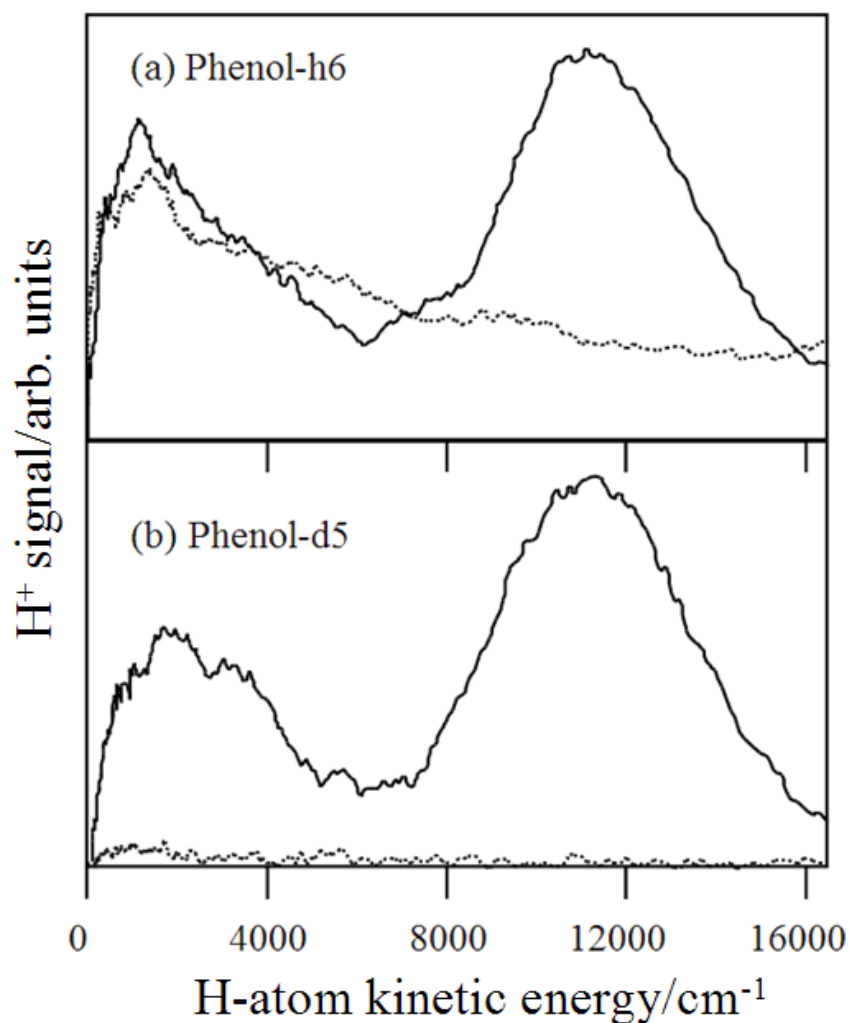 (a) Phenol-h6
(b) Phenol-d5
H⁺ signal/arb. units
0 4000 8000 12000 16000
H-atom kinetic energy/cm⁻¹